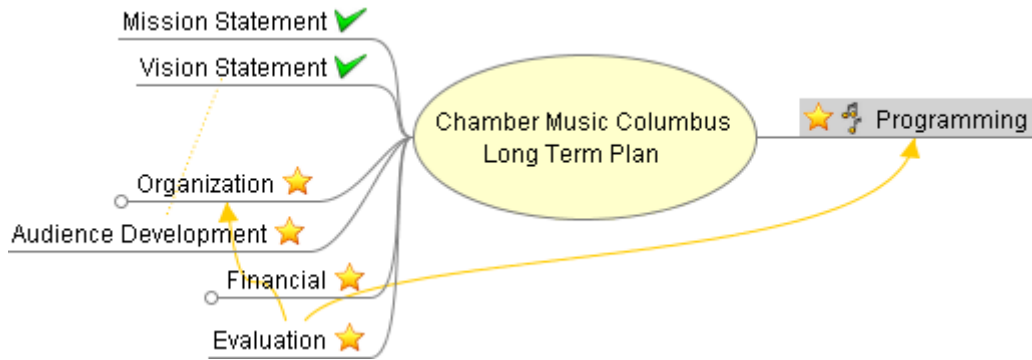 Mission Statement
Vision Statement
Organization
Audience Development
Financial
Evaluation
Chamber Music Columbus
Long Term Plan
Programming